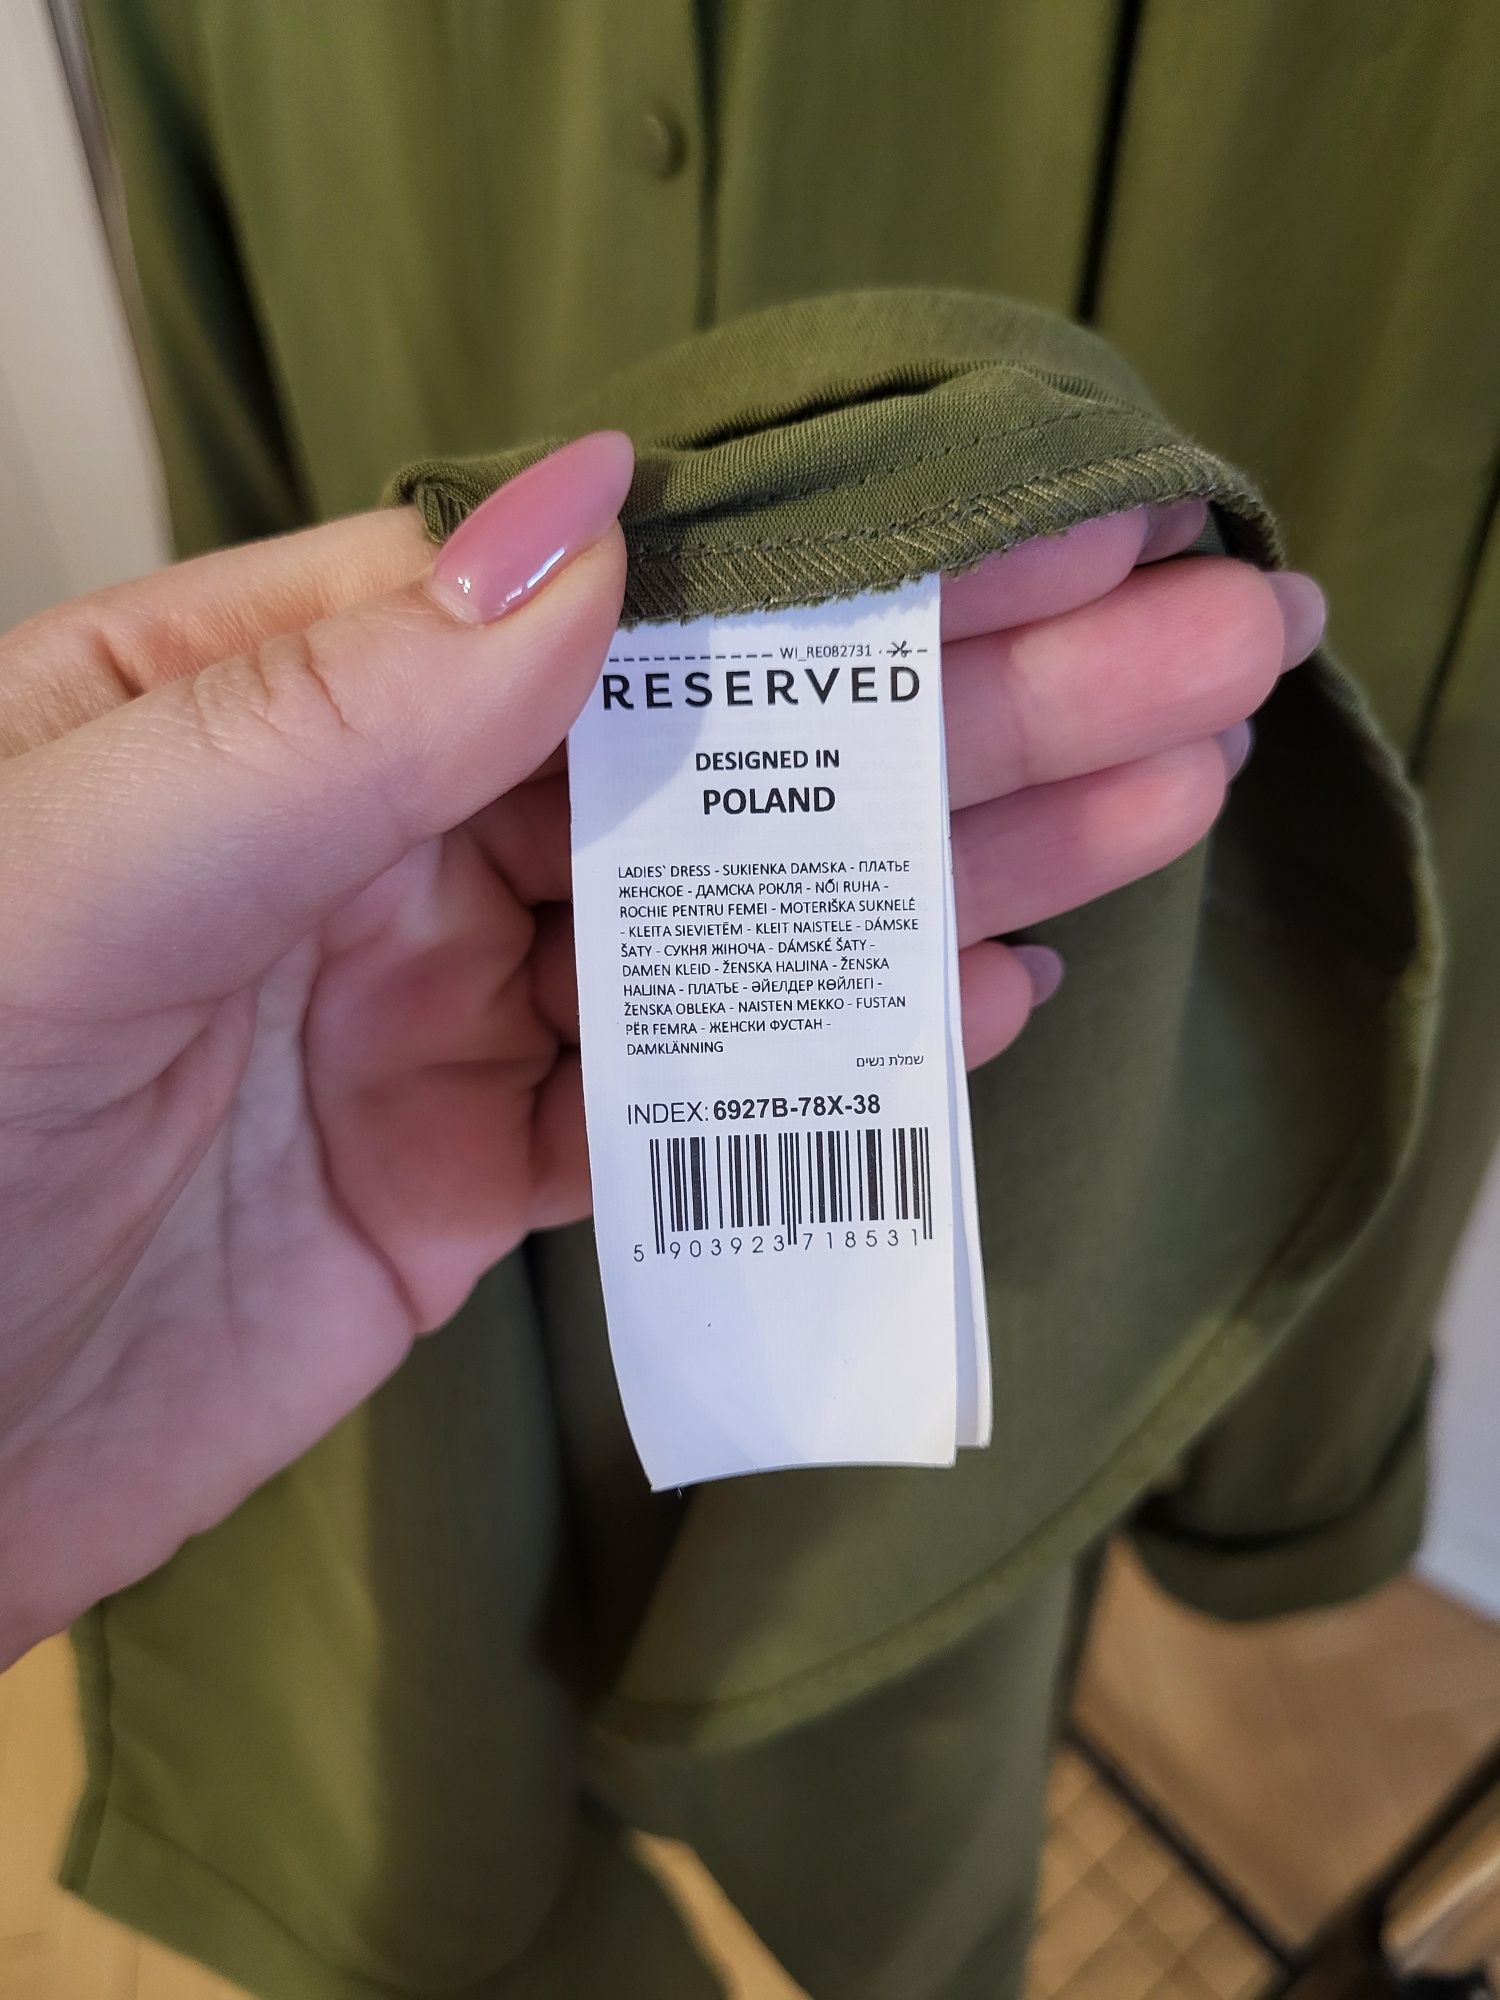 WI_RE082731
RESERVED
DESIGNED IN
POLAND
LADIES` DRESS - SUKIENKA DAMSKA - ПЛАТЬЕ
ЖЕНСКОЕ - ДАМСКА РОКЛЯ - NŐI RUHA -
ROCHIE PENTRU FEMEI - MOTERIŠKA SUKNELĖ
- KLEITA SIEVIETĒM - KLEIT NAISTELE - DÁMSKE
ŠATY - СУКНЯ ЖІНОЧА - DÁMSKÉ ŠATY -
DAMEN KLEID - ŽENSKA HALJINA - ŽENSKA
HALJINA - ПЛАТЬЕ - ӘЙЕЛДЕР КӨЙЛЕГІ -
ŽENSKA OBLEKA - NAISTEN MEKKO - FUSTAN
PËR FEMRA - ЖЕНСКИ ФУСТАН -
DAMKLÄNNING
שמלת נשים
INDEX: 6927B-78X-38
5 903923 718531